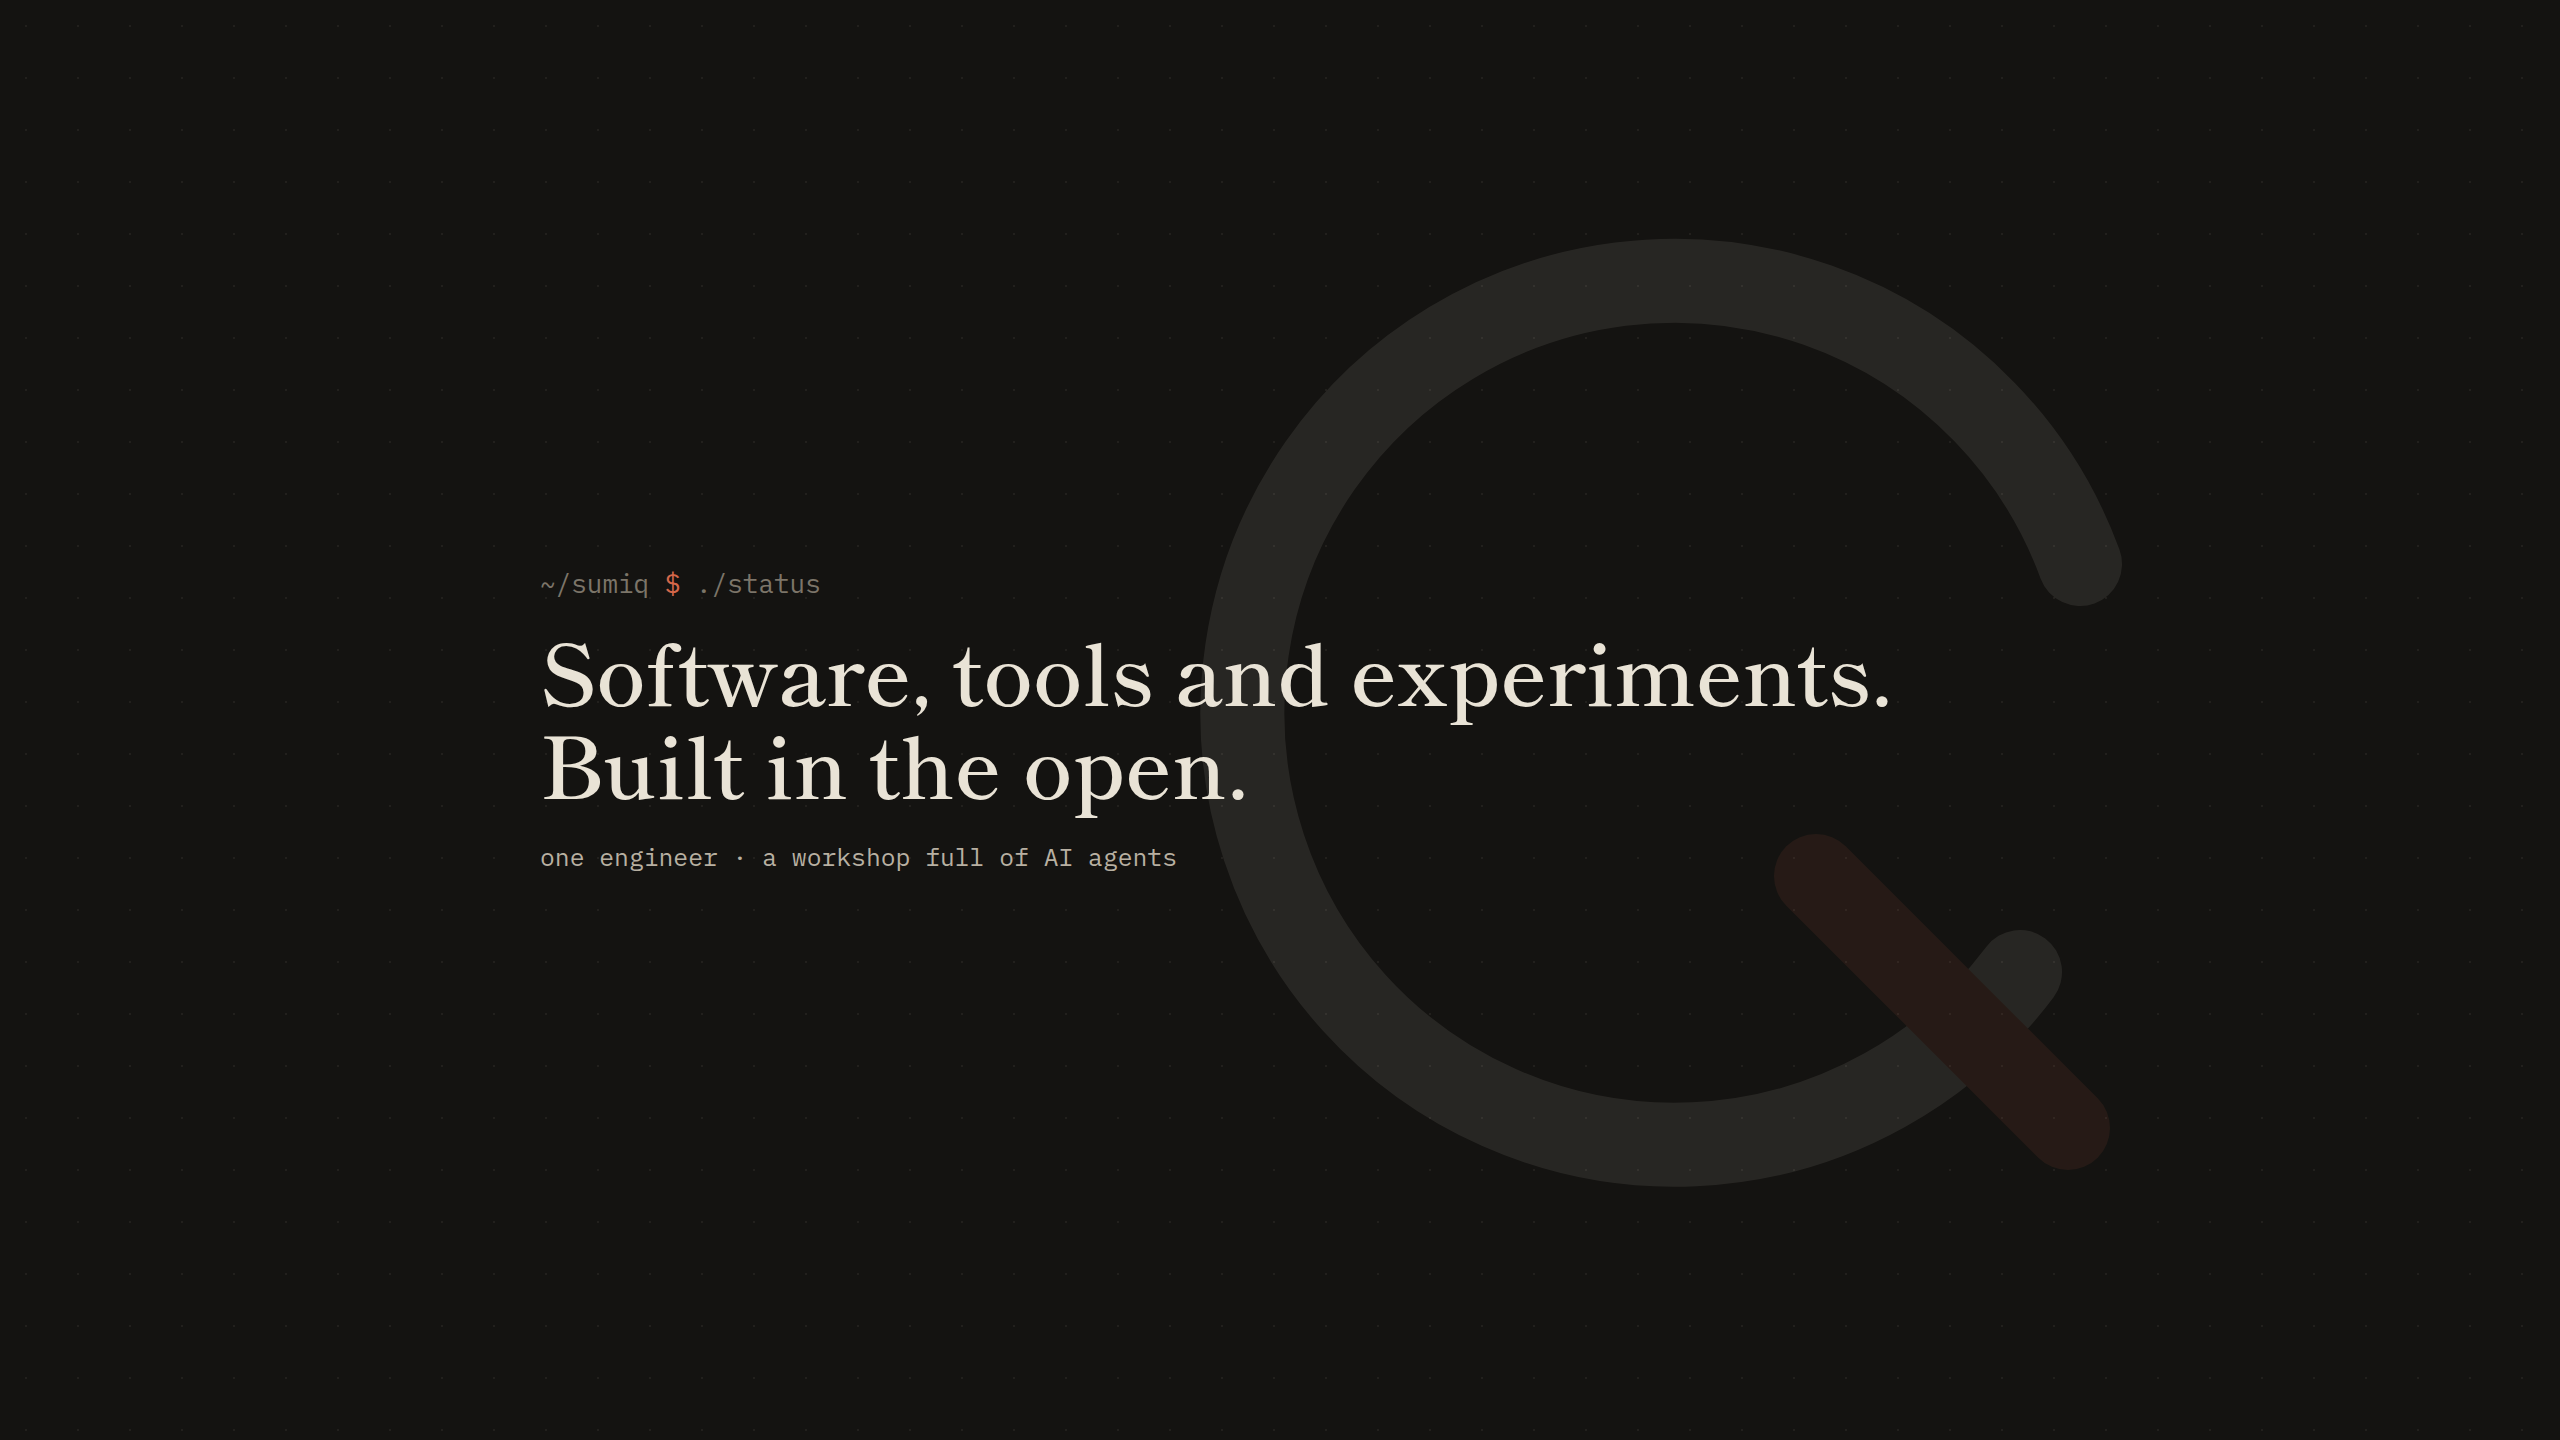 ~/sumiq $ ./status
Software, tools and experiments.
Built in the open.
one engineer · a workshop full of AI agents